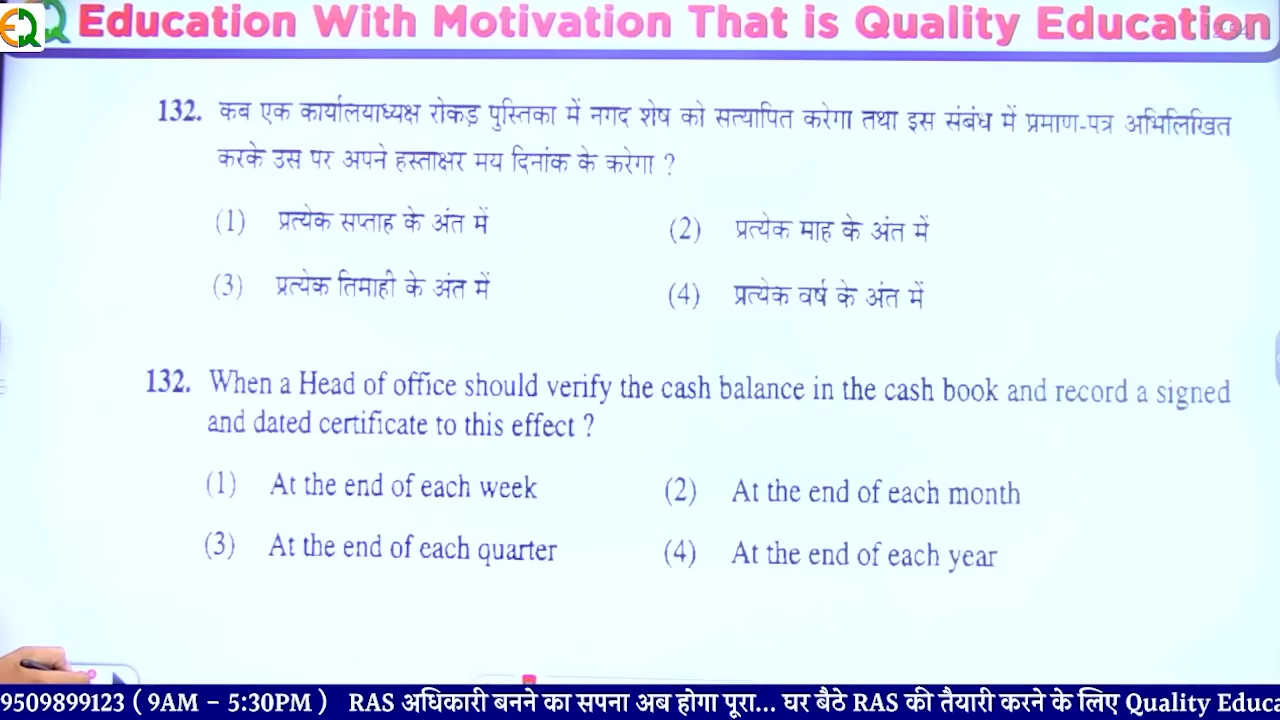 EQ Education With Motivation That is Quality Education
132. कब एक कार्यालयाध्यक्ष रोकड़ पुस्तिका में नगद शेष को सत्यापित करेगा तथा इस संबंध में प्रमाण-पत्र अभिलिखित
करके उस पर अपने हस्ताक्षर मय दिनांक के करेगा ?
(1) प्रत्येक सप्ताह के अंत में (2) प्रत्येक माह के अंत में
(3) प्रत्येक तिमाही के अंत में (4) प्रत्येक वर्ष के अंत में
132. When a Head of office should verify the cash balance in the cash book and record a signed
and dated certificate to this effect ?
(1) At the end of each week (2) At the end of each month
(3) At the end of each quarter (4) At the end of each year
9509899123 ( 9AM – 5:30PM ) RAS अधिकारी बनने का सपना अब होगा पूरा... घर बैठे RAS की तैयारी करने के लिए Quality Educa